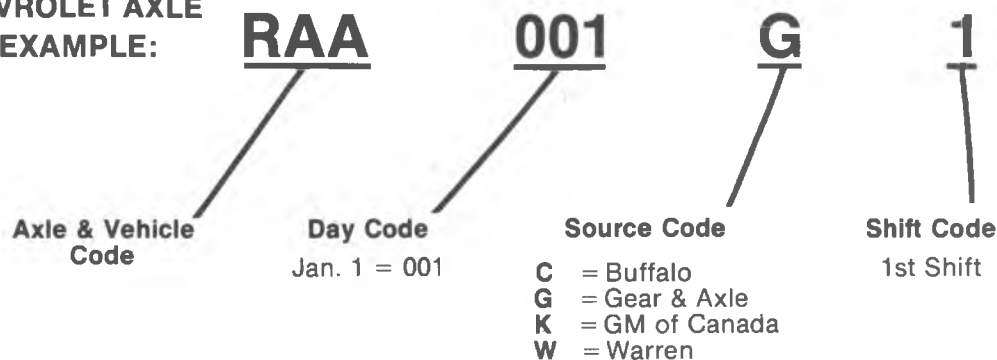 AXLE
EXAMPLE: RAA 001 G 1
Axle & Vehicle Code
Day Code
Jan. 1 = 001
Source Code
C = Buffalo
G = Gear & Axle
K = GM of Canada
W = Warren
Shift Code
1st Shift